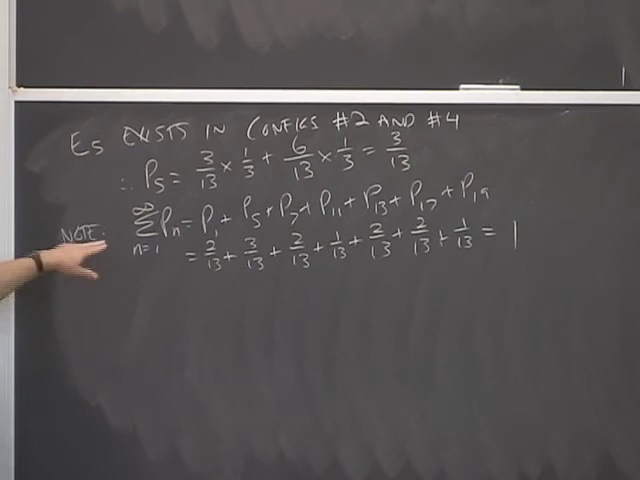 E5 EXISTS IN CONFIGS #2 AND #4
∴ P5 = 3/13 × 1/3 + 6/13 × 1/3 = 3/13
NOTE: ∞ Σ n=1 Pn = P1 + P5 + P7 + P11 + P13 + P17 + P19
= 2/13 + 3/13 + 2/13 + 1/13 + 2/13 + 2/13 + 1/13 = 1